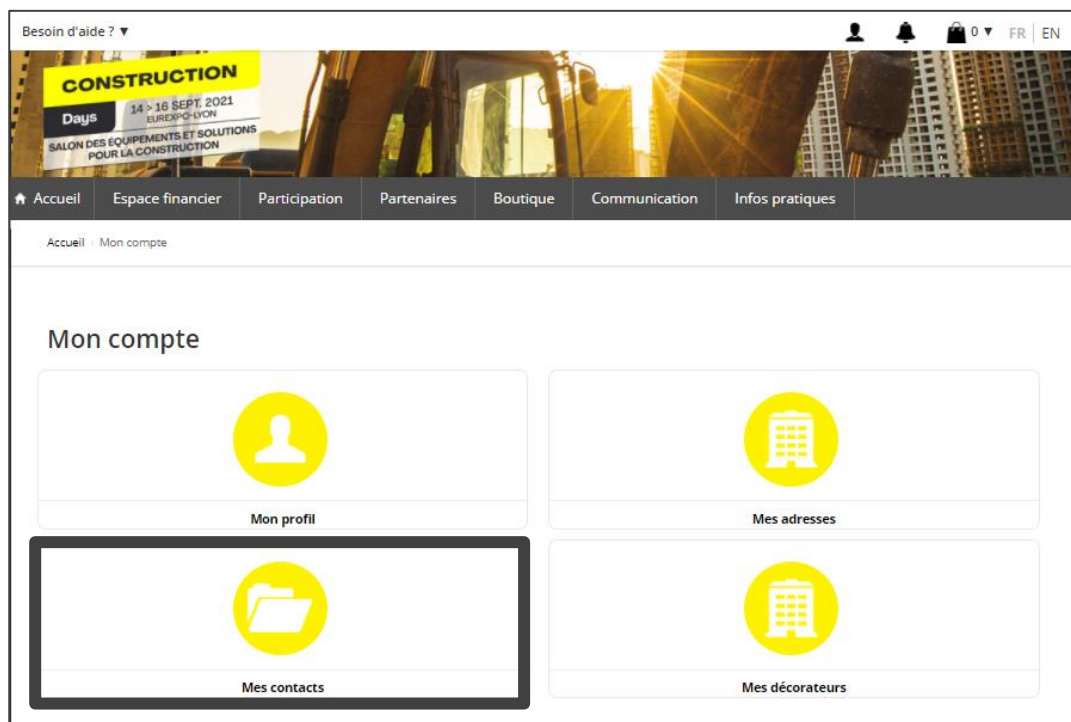 Besoin d'aide ? ▼
0 ▼ FR | EN
CONSTRUCTION
Days
14 > 16 SEPT. 2021
EUREXPO-LYON
SALON DES ÉQUIPEMENTS ET SOLUTIONS
POUR LA CONSTRUCTION
Accueil Espace financier Participation Partenaires Boutique Communication Infos pratiques
Accueil Mon compte
Mon compte
Mon profil
Mes adresses
Mes contacts
Mes décorateurs